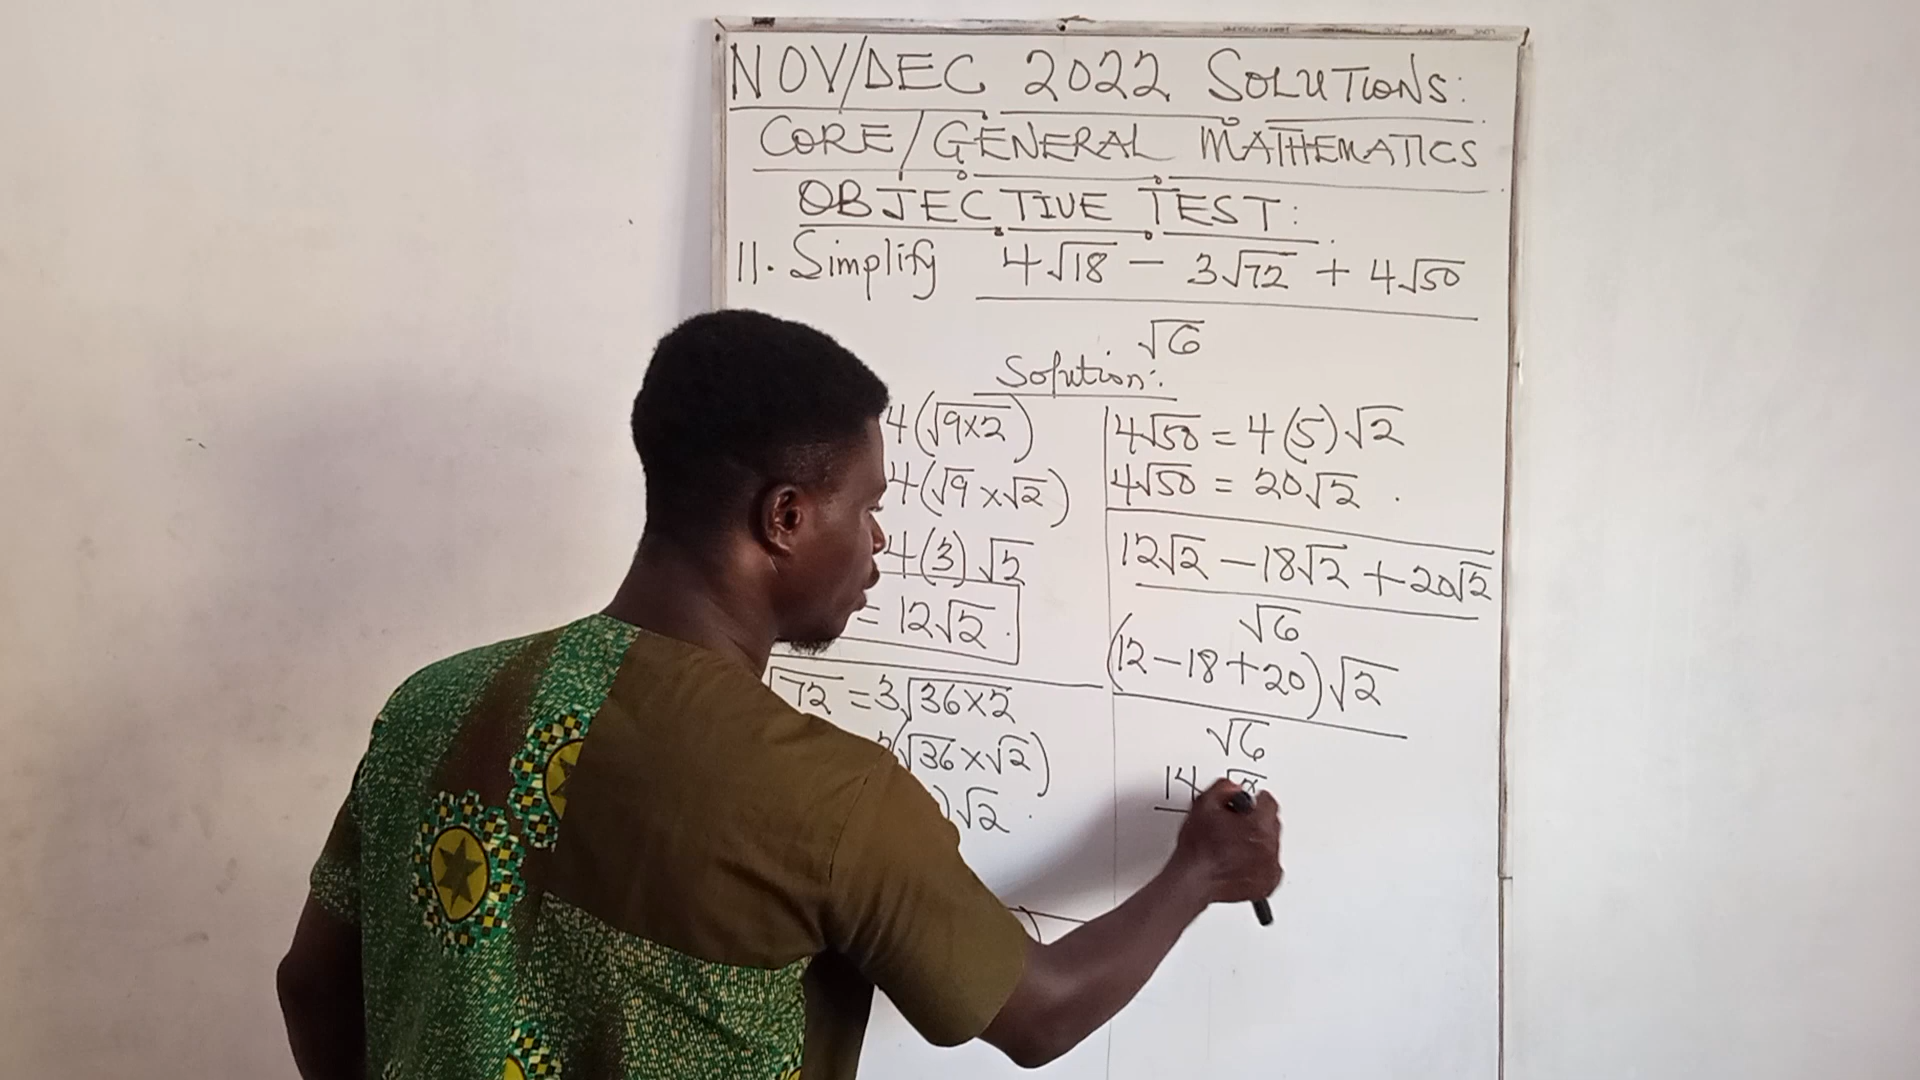 NOV/DEC 2022 SOLUTIONS:
CORE/GENERAL MATHEMATICS
OBJECTIVE TEST:
11. Simplify 4√18 - 3√72 + 4√50
√6
Solution:
4(√9×2)
4(√9 ×√2)
4(3)√2
= 12√2.
√72 = 3√36×2
(√36×√2)
)√2.
4√50 = 4(5)√2
4√50 = 20√2.
12√2 - 18√2 + 20√2
√6
(12-18+20)√2
√6
14